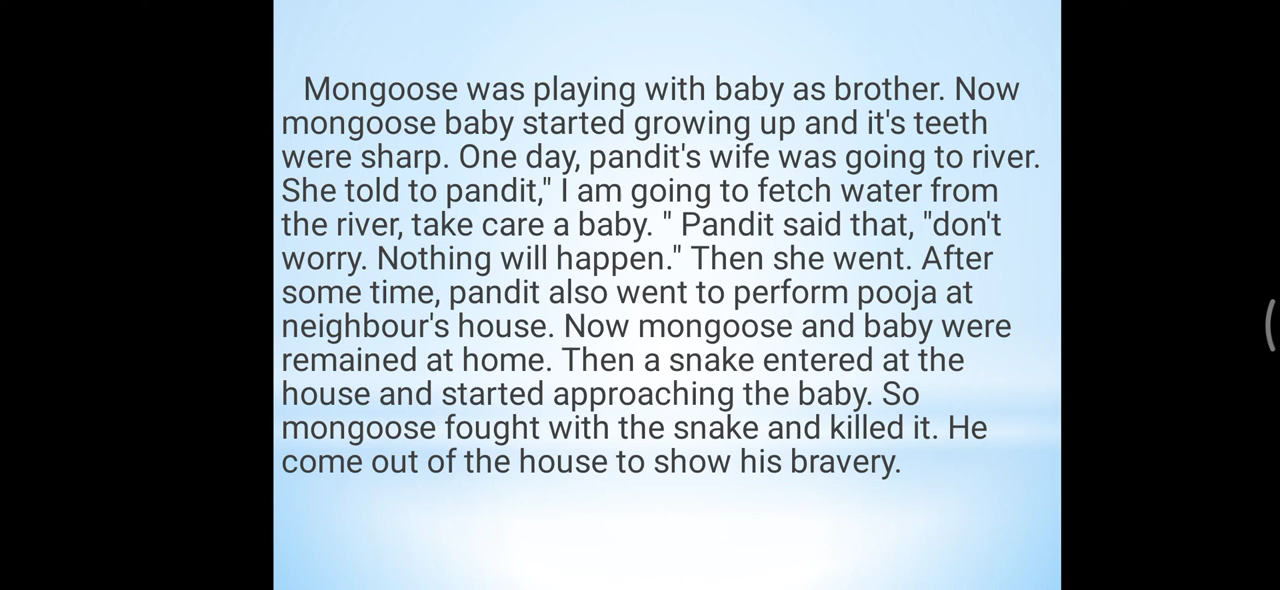 Mongoose was playing with baby as brother. Now
mongoose baby started growing up and it's teeth
were sharp. One day, pandit's wife was going to river.
She told to pandit," I am going to fetch water from
the river, take care a baby. " Pandit said that, "don't
worry. Nothing will happen." Then she went. After
some time, pandit also went to perform pooja at
neighbour's house. Now mongoose and baby were
remained at home. Then a snake entered at the
house and started approaching the baby. So
mongoose fought with the snake and killed it. He
come out of the house to show his bravery.